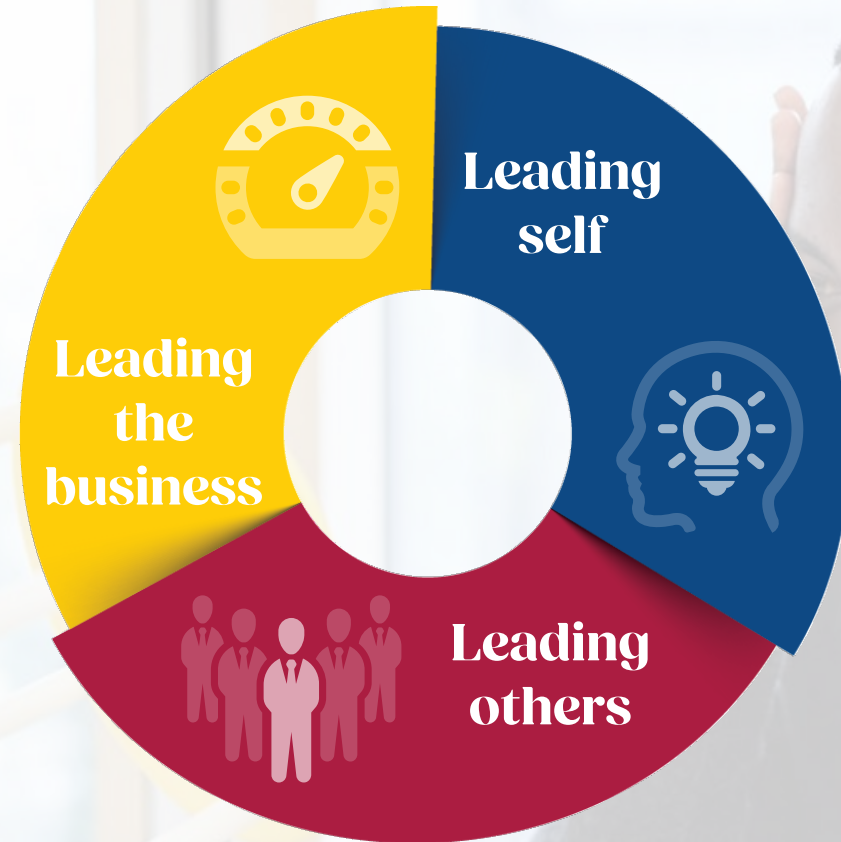 Leading
self
Leading
the
business
Leading
others